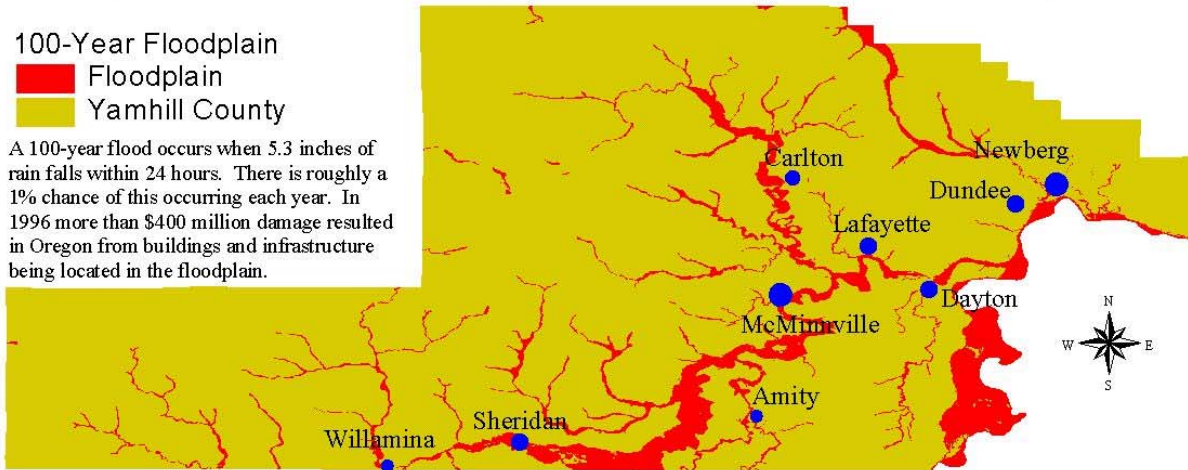 100-Year Floodplain
Floodplain
Yamhill County
A 100-year flood occurs when 5.3 inches of
rain falls within 24 hours. There is roughly a
1% chance of this occurring each year. In
1996 more than $400 million damage resulted
in Oregon from buildings and infrastructure
being located in the floodplain.
Carlton
Newberg
Dundee
Lafayette
Dayton
McMinnville
Amity
Sheridan
Willamina
N
W E
S